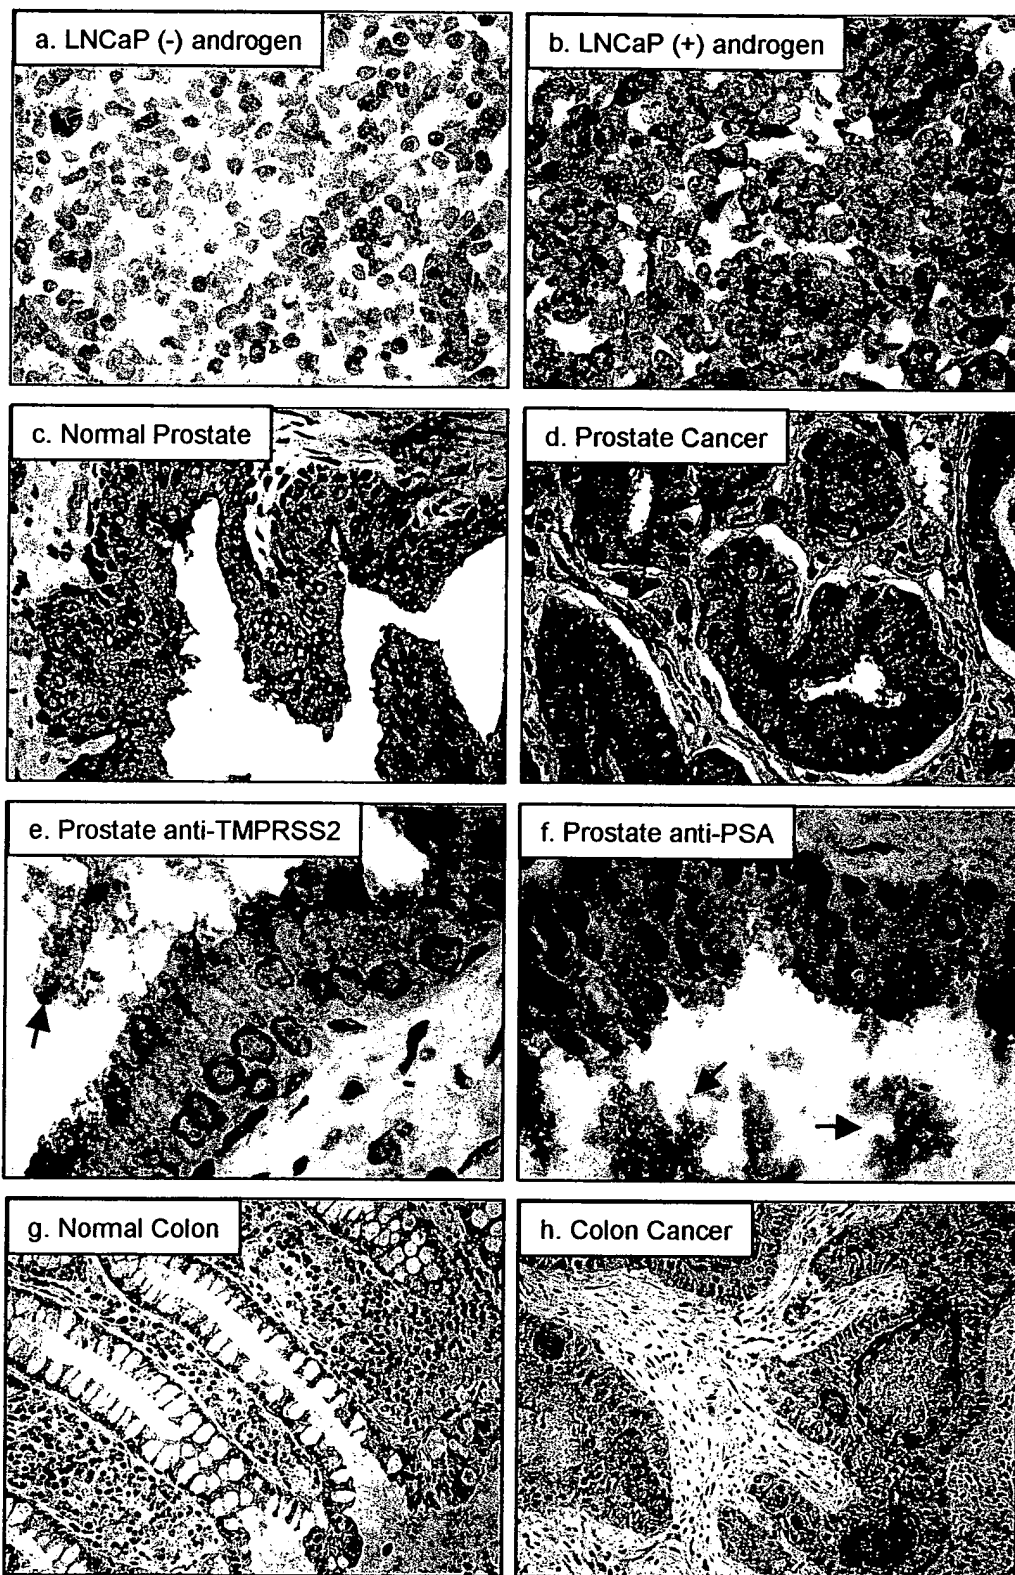 a. LNCaP (-) androgen
b. LNCaP (+) androgen
c. Normal Prostate
d. Prostate Cancer
e. Prostate anti-TMPRSS2
f. Prostate anti-PSA
g. Normal Colon
h. Colon Cancer